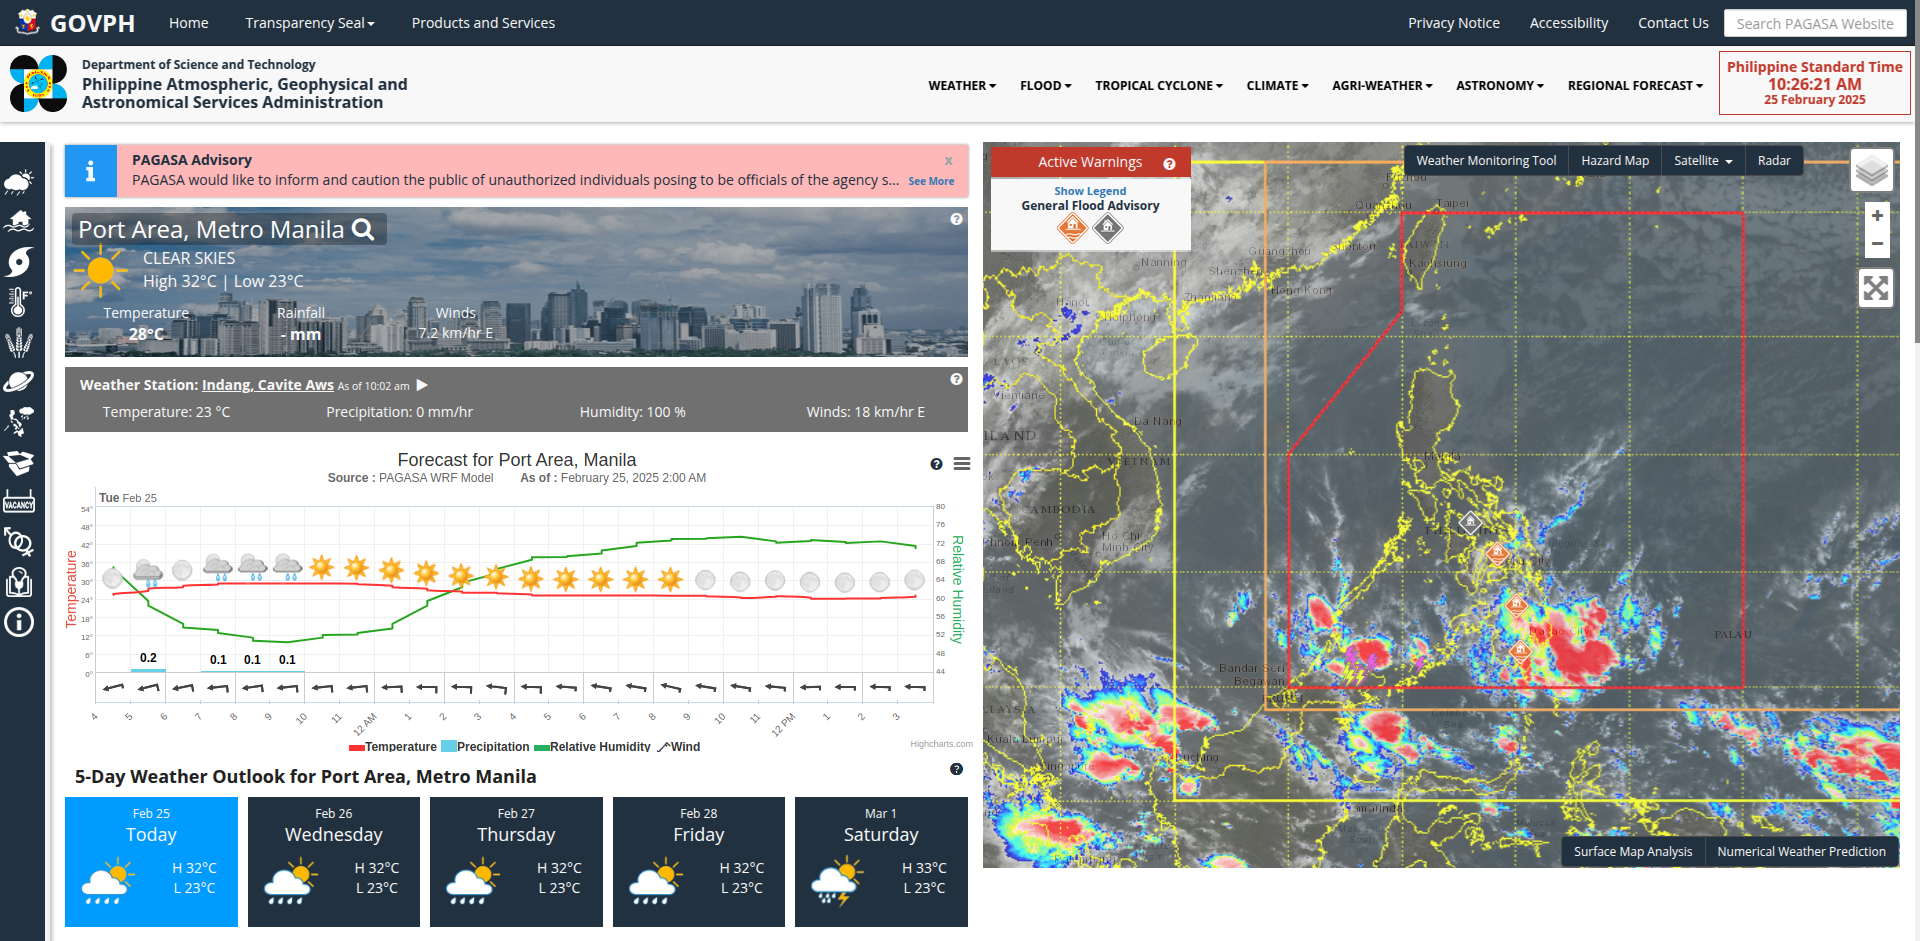 GOVPH
Home
Transparency Seal
Products and Services
Privacy Notice
Accessibility
Contact Us
Search PAGASA Website
Department of Science and Technology
Philippine Atmospheric, Geophysical and
Astronomical Services Administration
WEATHER
FLOOD
TROPICAL CYCLONE
CLIMATE
AGRI-WEATHER
ASTRONOMY
REGIONAL FORECAST
Philippine Standard Time
10:26:21 AM
25 February 2025
PAGASA Advisory
x
PAGASA would like to inform and caution the public of unauthorized individuals posing to be officials of the agency s...
See More
Port Area, Metro Manila
CLEAR SKIES
High 32°C | Low 23°C
Temperature
Rainfall
Winds
28°C
- mm
7.2 km/hr E
Weather Station: Indang, Cavite Aws As of 10:02 am
Temperature: 23 °C
Precipitation: 0 mm/hr
Humidity: 100 %
Winds: 18 km/hr E
VACANCY
Forecast for Port Area, Manila
Source : PAGASA WRF Model
As of : February 25, 2025 2:00 AM
Tue Feb 25
54°
48°
42°
36°
30°
24°
18°
12°
6°
0°
Temperature
80
76
72
68
64
60
56
52
48
44
Relative Humidity
0.2
0.1
0.1
0.1
4
5
6
7
8
9
10
11
12 AM
1
2
3
4
5
6
7
8
9
10
11
12 PM
1
2
3
Temperature
Precipitation
Relative Humidity
Wind
Highcharts.com
5-Day Weather Outlook for Port Area, Metro Manila
Feb 25
Today
H 32°C
L 23°C
Feb 26
Wednesday
H 32°C
L 23°C
Feb 27
Thursday
H 32°C
L 23°C
Feb 28
Friday
H 32°C
L 23°C
Mar 1
Saturday
H 33°C
L 23°C
Active Warnings
Show Legend
General Flood Advisory
Weather Monitoring Tool
Hazard Map
Satellite
Radar
+
−
Taipei
Guangzhou
Shantou
Kaohsiung
Nanning
Shenzhen
Zhanjiang
Hong Kong
Hanoi
Haiphong
Vientiane
Da Nang
VIETNAM
CAMBODIA
Phnom Penh
Ho Chi
Minh City
Manila
Davao City
PALAU
Bandar Seri
Begawan
Kuala Lumpur
Kuching
Samarinda
Surface Map Analysis
Numerical Weather Prediction